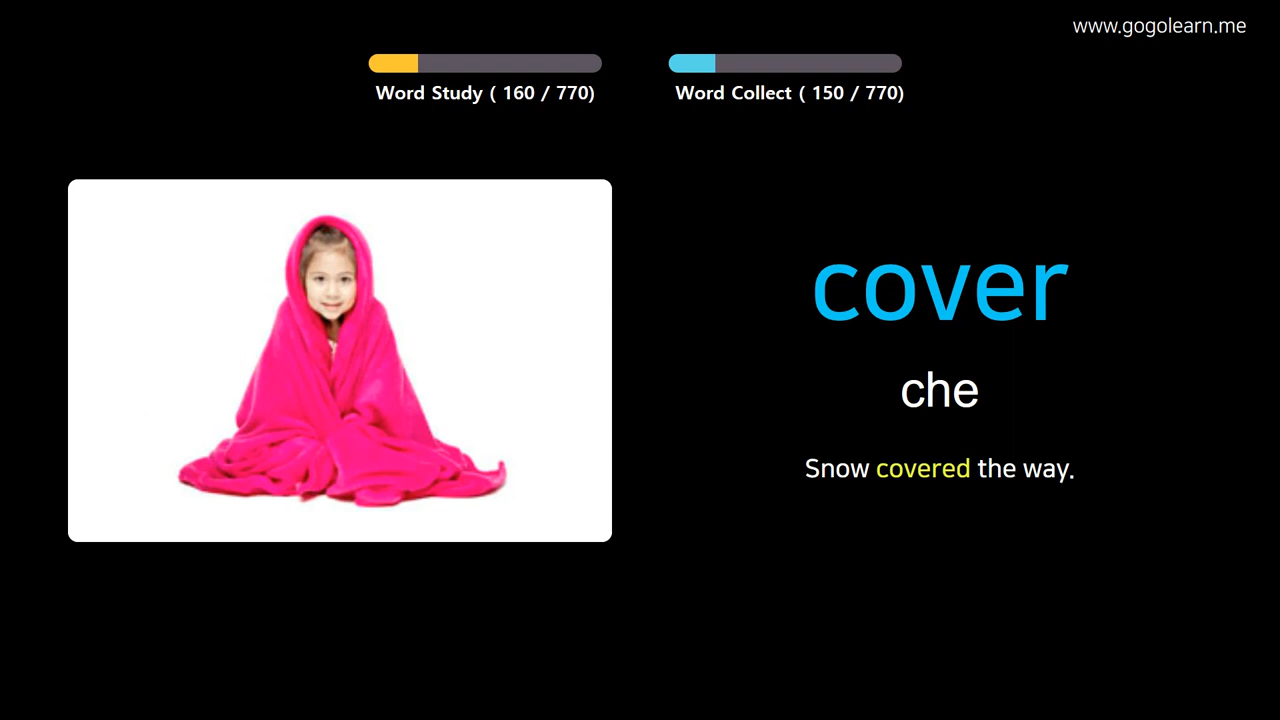 www.gogolearn.me
Word Study ( 160 / 770)
Word Collect ( 150 / 770)
cover
che
Snow covered the way.